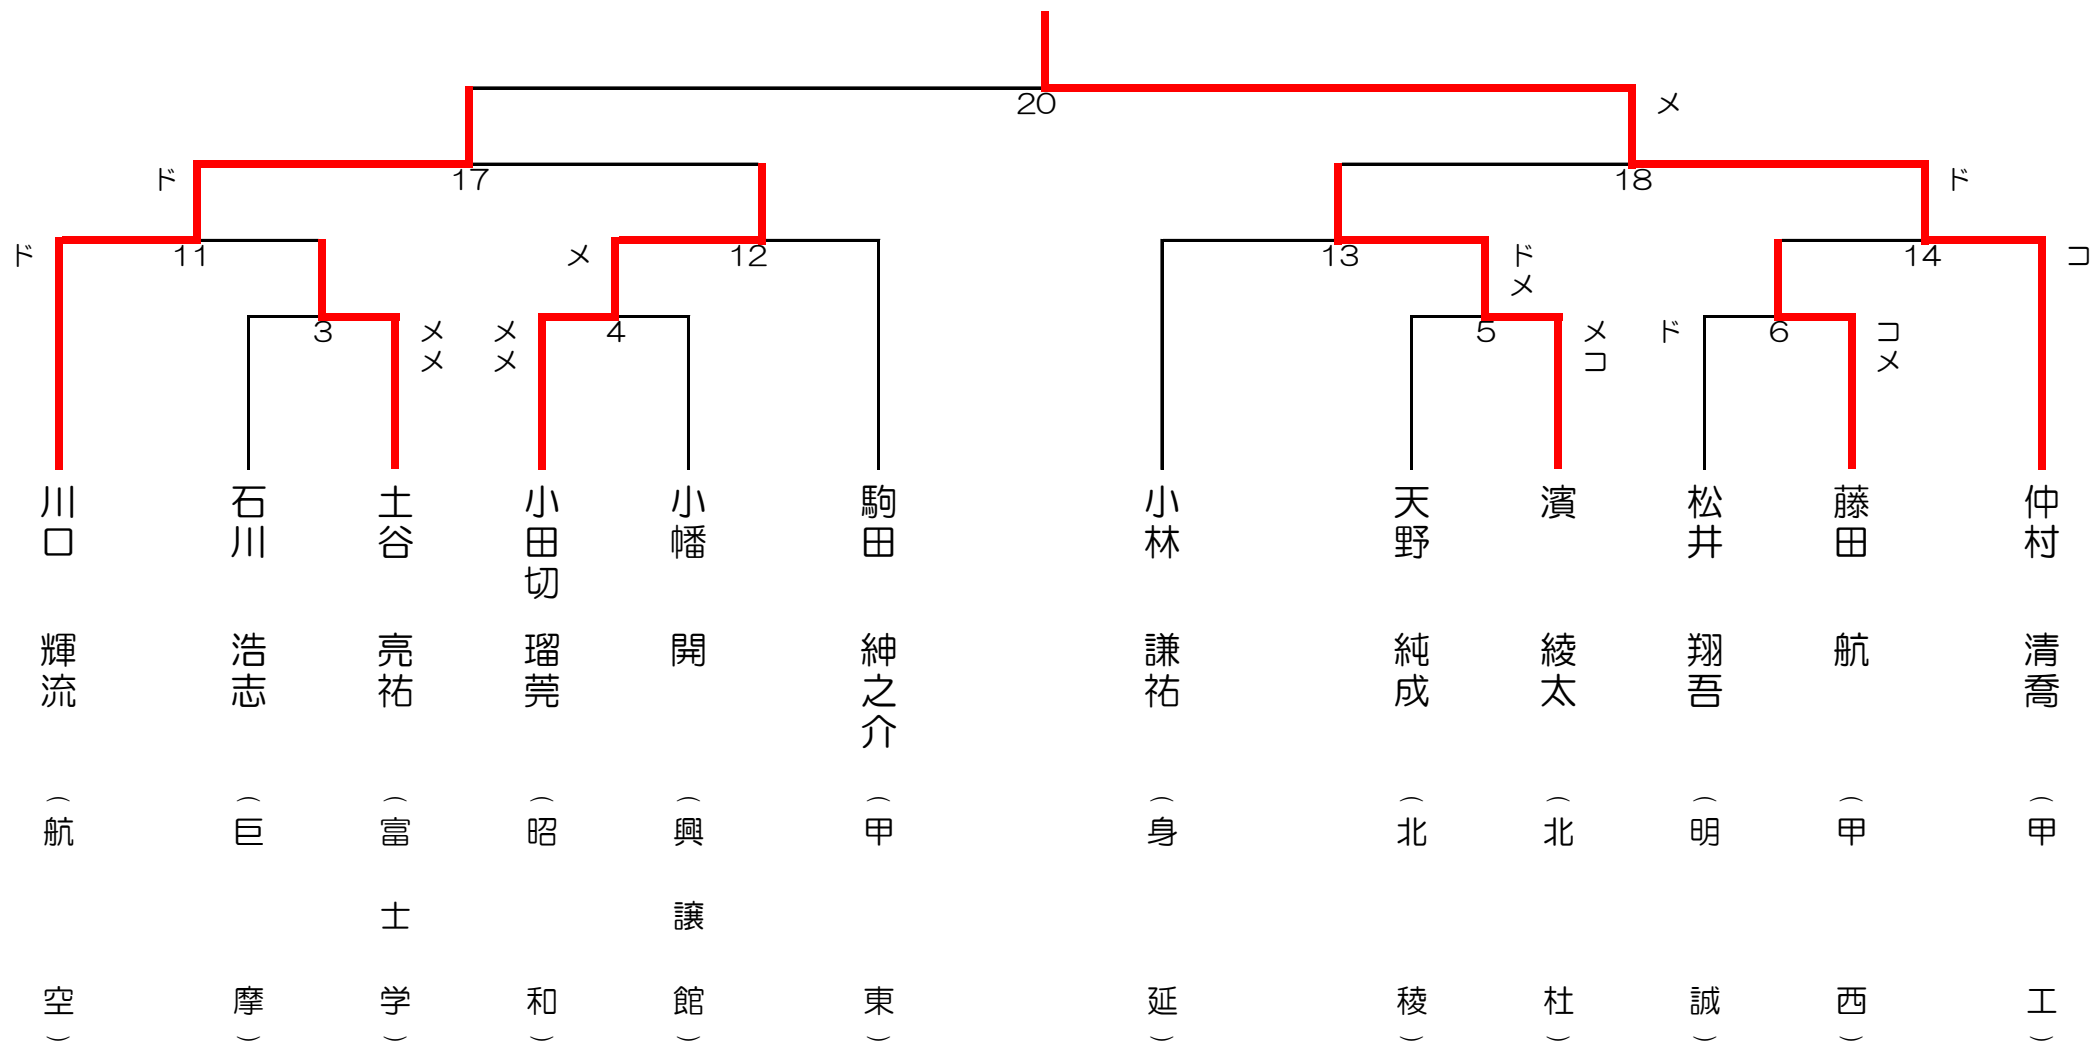 20
メ
ド
17
18
ド
ド
11
メ
12
13
ド
メ
14
コ
3
メ
メ
メ
メ
4
5
メ
コ
ド
6
コ
メ
川口 輝流 (航空)
石川 浩志 (巨摩)
土谷 亮祐 (富士学)
小田切 瑠莞 (昭和)
小幡 開 (興譲館)
駒田 紳之介 (甲東)
小林 謙祐 (身延)
天野 純成 (北稜)
濱 綾太 (北杜)
松井 翔吾 (明誠)
藤田 航 (甲西)
仲村 清喬 (甲工)